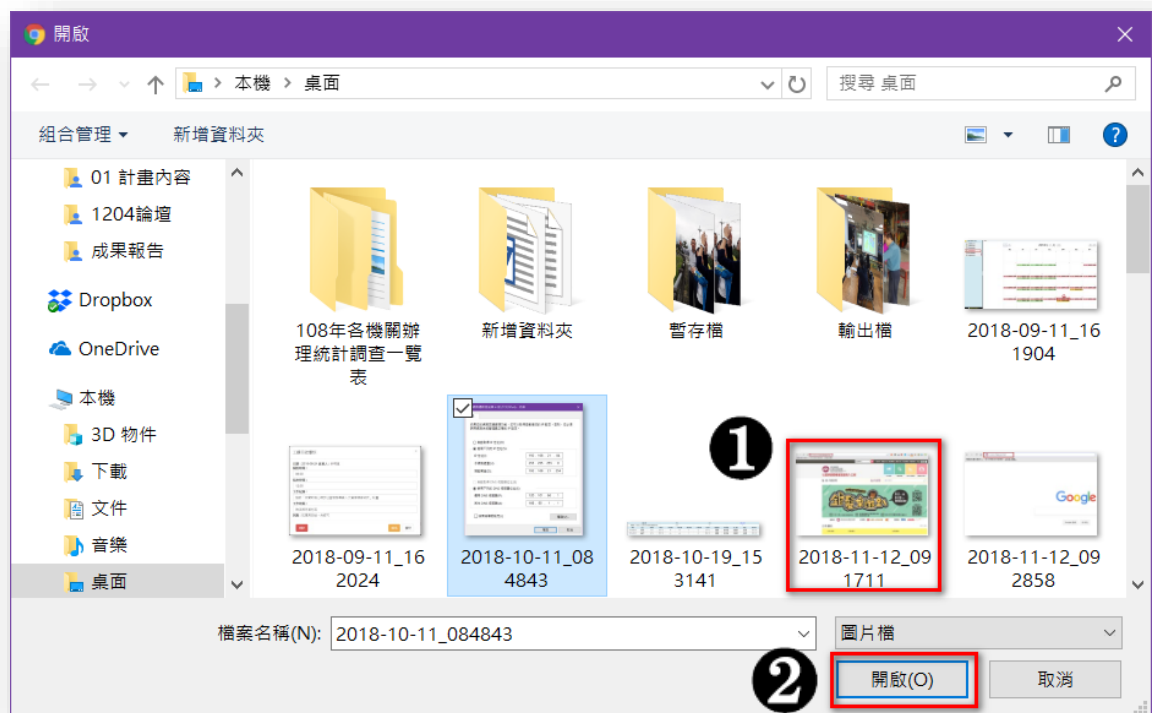 開啟
本機 > 桌面
搜尋 桌面
組合管理
新增資料夾
01 計畫內容
1204論壇
成果報告
Dropbox
OneDrive
本機
3D 物件
下載
文件
音樂
桌面
108年各機關辦
理統計調查一覽
表
新增資料夾
暫存檔
輸出檔
2018-09-11_16
1904
2018-09-11_16
2024
2018-10-11_08
4843
2018-10-19_15
3141
1
2018-11-12_09
1711
Google
2018-11-12_09
2858
檔案名稱(N):
2018-10-11_084843
圖片檔
2
開啟(O)
取消